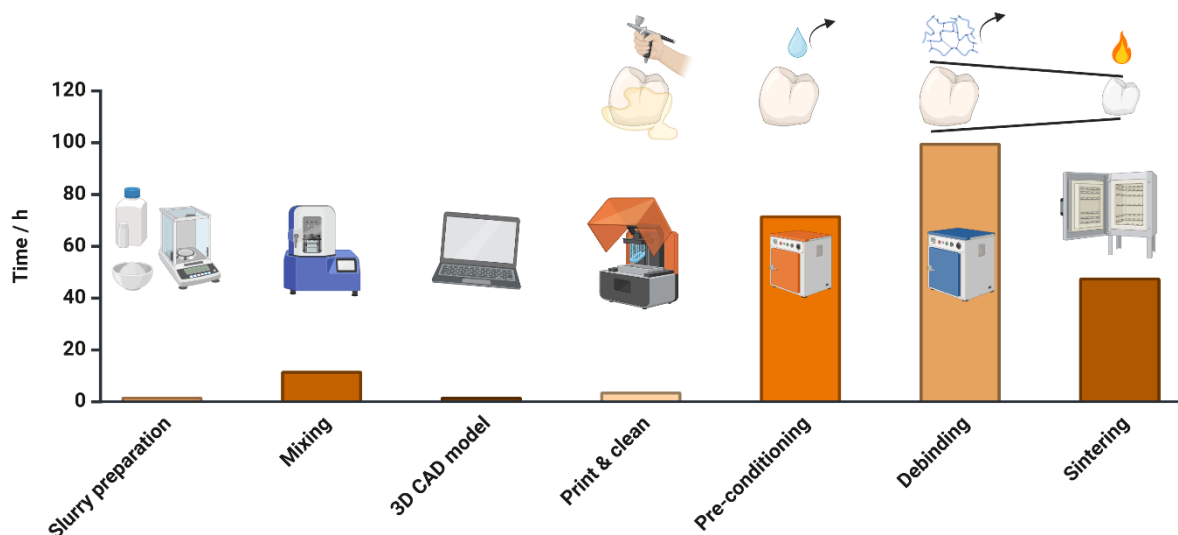 Time / h
120
100
80
60
40
20
0
Slurry preparation
Mixing
3D CAD model
Print & clean
Pre-conditioning
Debinding
Sintering